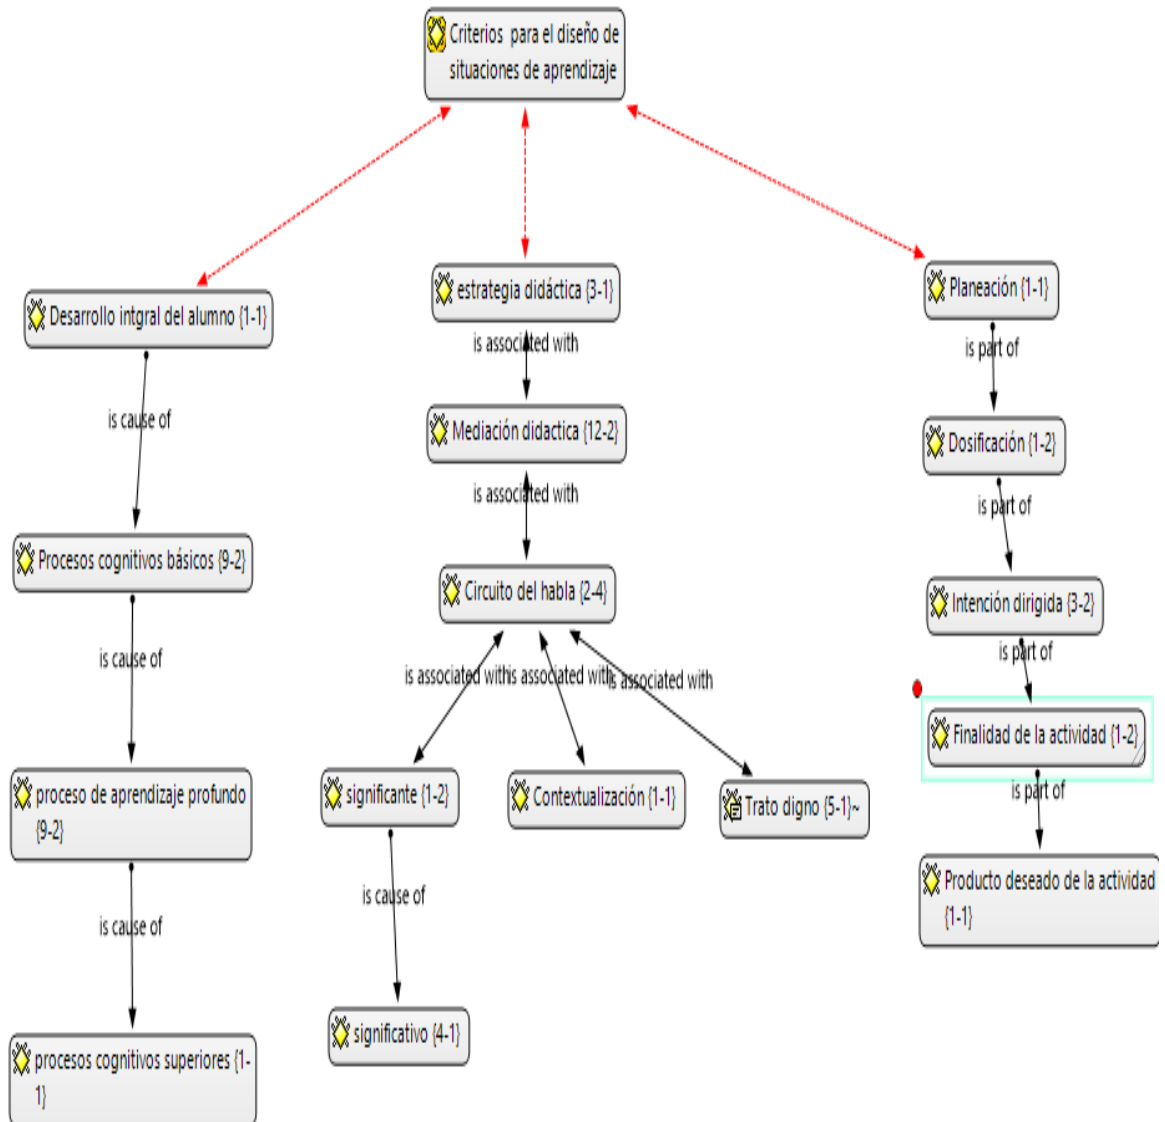 Criterios para el diseño de
situaciones de aprendizaje
Desarrollo intgral del alumno {1-1}
is cause of
Procesos cognitivos básicos {9-2}
is cause of
proceso de aprendizaje profundo
{9-2}
is cause of
procesos cognitivos superiores {1-
1}
estrategia didáctica {3-1}
is associated with
Mediación didactica {12-2}
is associated with
Circuito del habla {2-4}
is associated with
is associated with
is associated with
significante {1-2}
Contextualización {1-1}
Trato digno {5-1}~
is cause of
significativo {4-1}
Planeación {1-1}
is part of
Dosificación {1-2}
is part of
Intención dirigida {3-2}
is part of
Finalidad de la actividad {1-2}
is part of
Producto deseado de la actividad
{1-1}